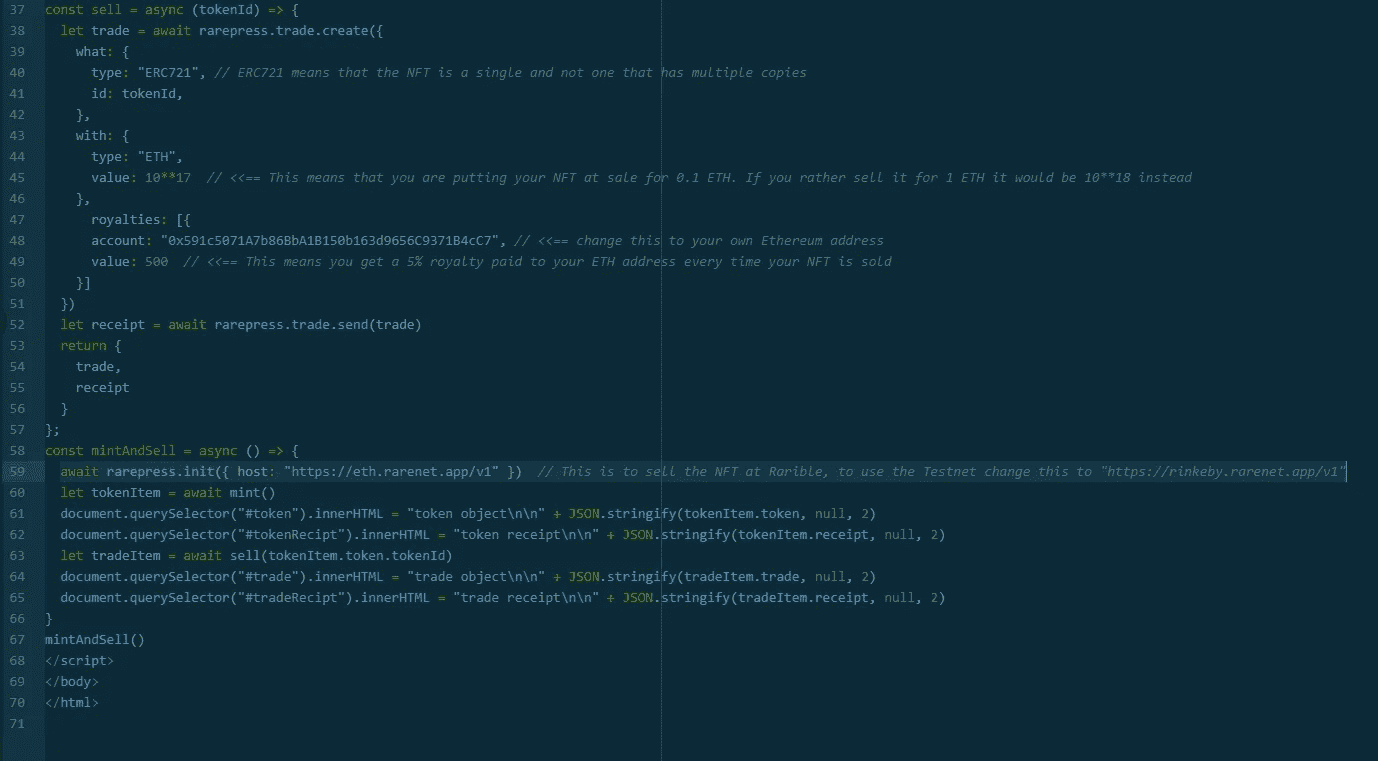 37 const sell = async (tokenId) => {
38 let trade = await rarepress.trade.create({
39 what: {
40 type: "ERC721", // ERC721 means that the NFT is a single and not one that has multiple copies
41 id: tokenId,
42 },
43 with: {
44 type: "ETH",
45 value: 10**17 // <<== This means that you are putting your NFT at sale for 0.1 ETH. If you rather sell it for 1 ETH it would be 10**18 instead
46 },
47 royalties: [{
48 account: "0x591c5071A7b86BbA1B150b163d9656C9371B4cC7", // <<== change this to your own Ethereum address
49 value: 500 // <<== This means you get a 5% royalty paid to your ETH address every time your NFT is sold
50 }]
51 })
52 let receipt = await rarepress.trade.send(trade)
53 return {
54 trade,
55 receipt
56 }
57 };
58 const mintAndSell = async () => {
59 await rarepress.init({ host: "https://eth.rarenet.app/v1" }) // This is to sell the NFT at Rarible, to use the Testnet change this to "https://rinkeby.rarenet.app/v1"
60 let tokenItem = await mint()
61 document.querySelector("#token").innerHTML = "token object\n\n" + JSON.stringify(tokenItem.token, null, 2)
62 document.querySelector("#tokenRecipt").innerHTML = "token receipt\n\n" + JSON.stringify(tokenItem.receipt, null, 2)
63 let tradeItem = await sell(tokenItem.token.tokenId)
64 document.querySelector("#trade").innerHTML = "trade object\n\n" + JSON.stringify(tradeItem.trade, null, 2)
65 document.querySelector("#tradeRecipt").innerHTML = "trade receipt\n\n" + JSON.stringify(tradeItem.receipt, null, 2)
66 }
67 mintAndSell()
68 </script>
69 </body>
70 </html>
71